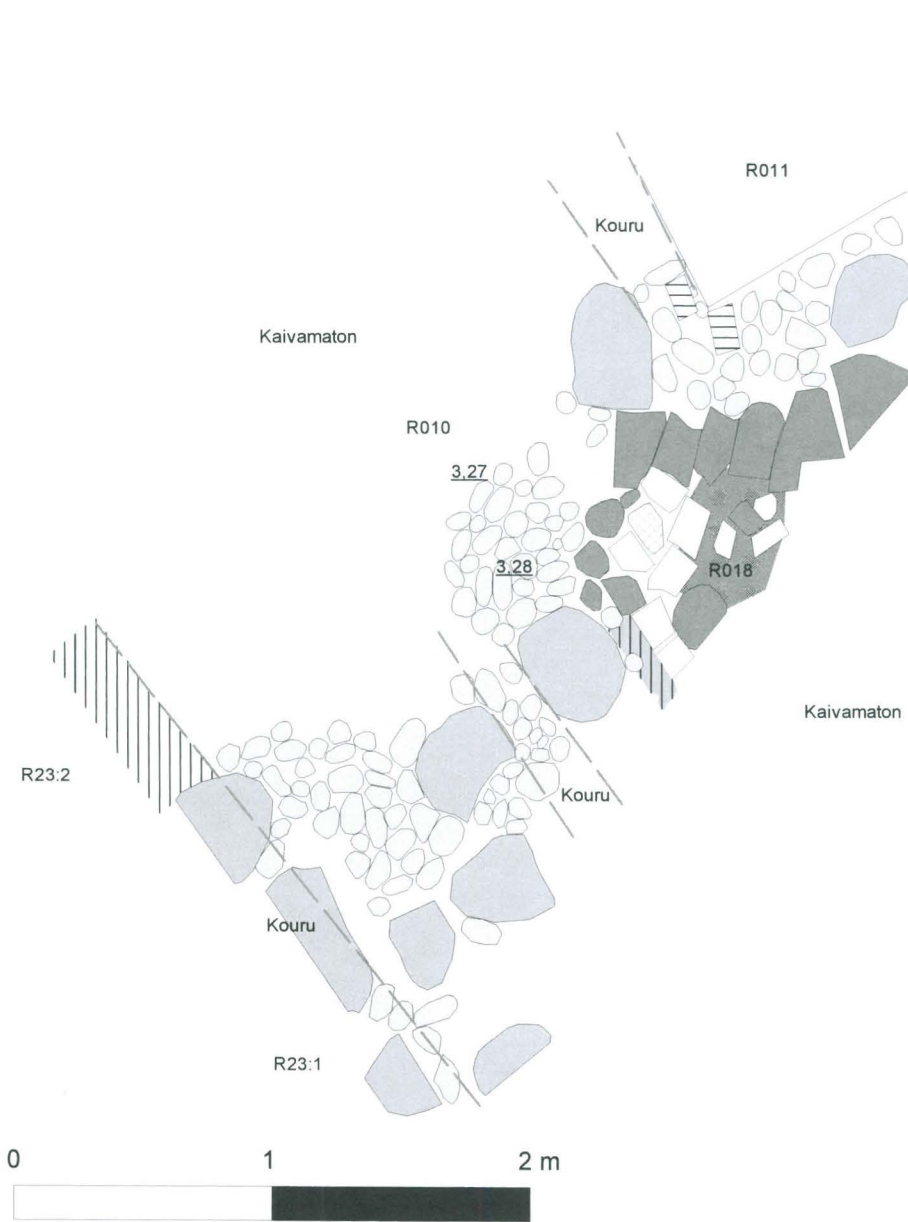 R011
Kouru
Kaivamaton
R010
3,27
3,28
R018
Kaivamaton
R23:2
Kouru
Kouru
R23:1
0 1 2 m